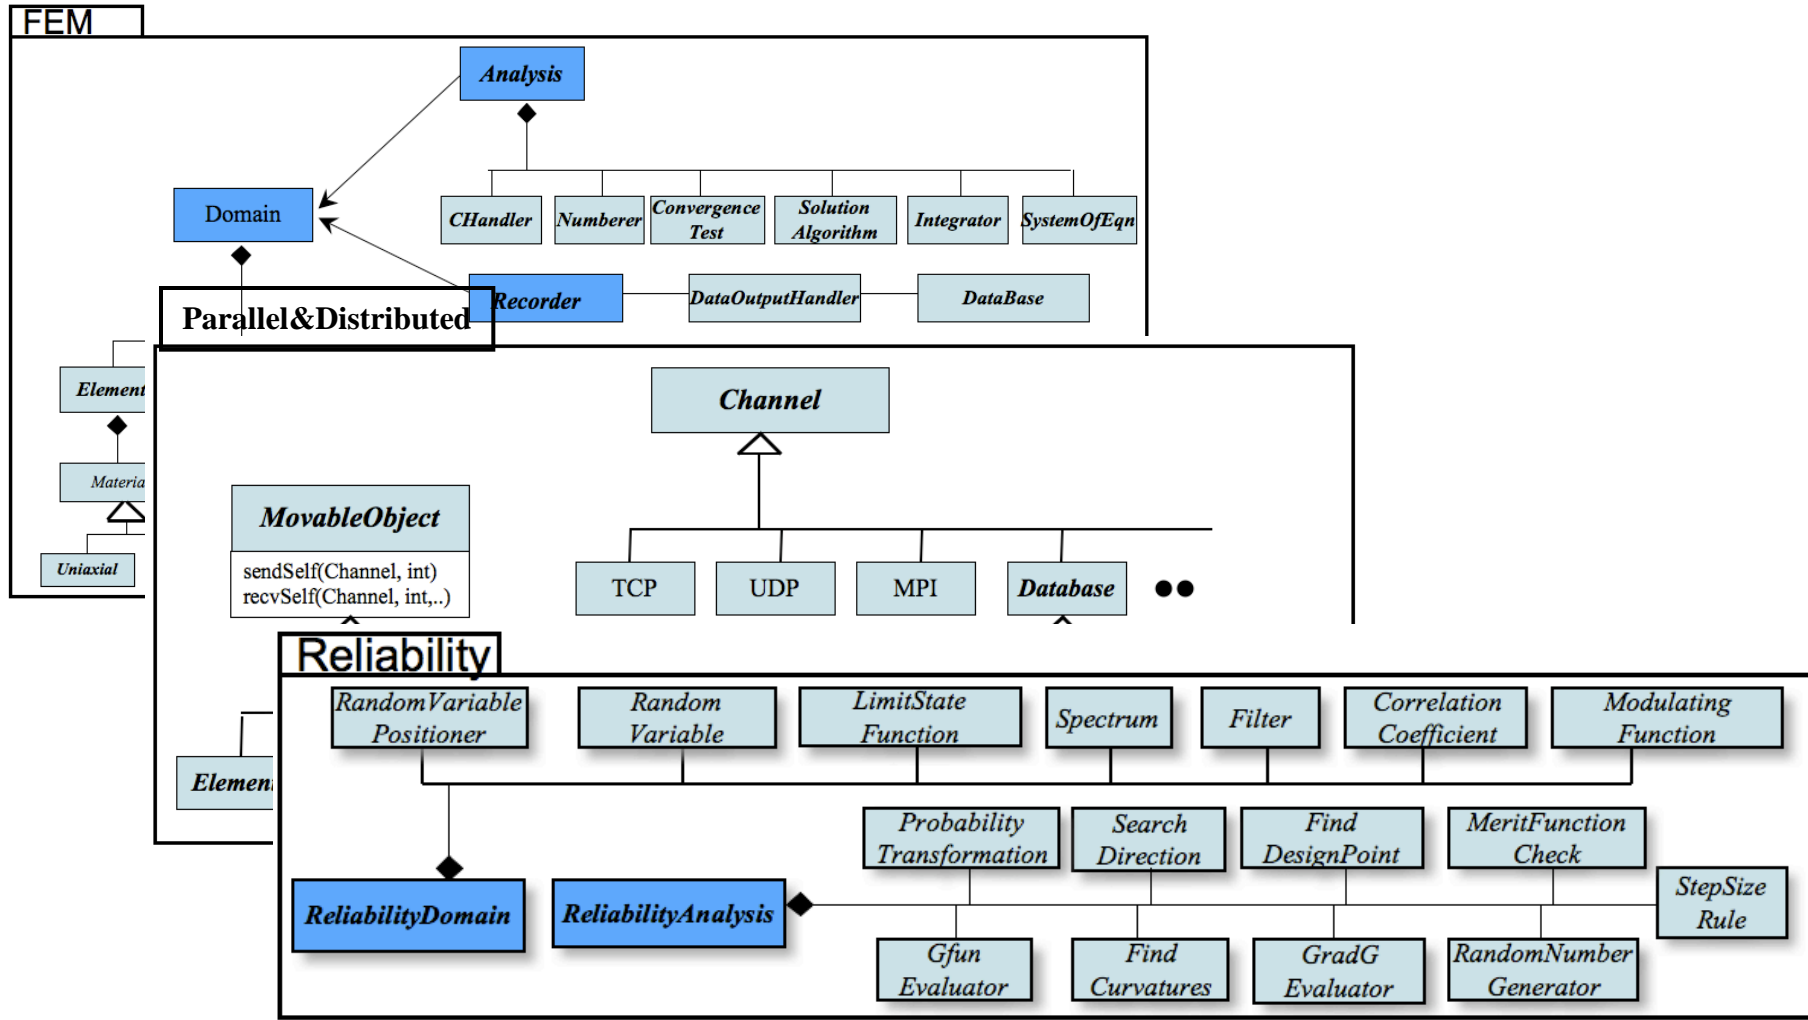 FEM
Analysis
Domain
CHandler
Numberer
Convergence
Test
Solution
Algorithm
Integrator
SystemOfEqn
Recorder
DataOutputHandler
DataBase
Parallel&Distributed
Element
Materia
Uniaxial
Channel
MovableObject
sendSelf(Channel, int)
recvSelf(Channel, int,..)
TCP
UDP
MPI
Database
Element
Reliability
RandomVariable
Positioner
Random
Variable
LimitState
Function
Spectrum
Filter
Correlation
Coefficient
Modulating
Function
Probability
Transformation
Search
Direction
Find
DesignPoint
MeritFunction
Check
StepSize
Rule
ReliabilityDomain
ReliabilityAnalysis
Gfun
Evaluator
Find
Curvatures
GradG
Evaluator
RandomNumber
Generator